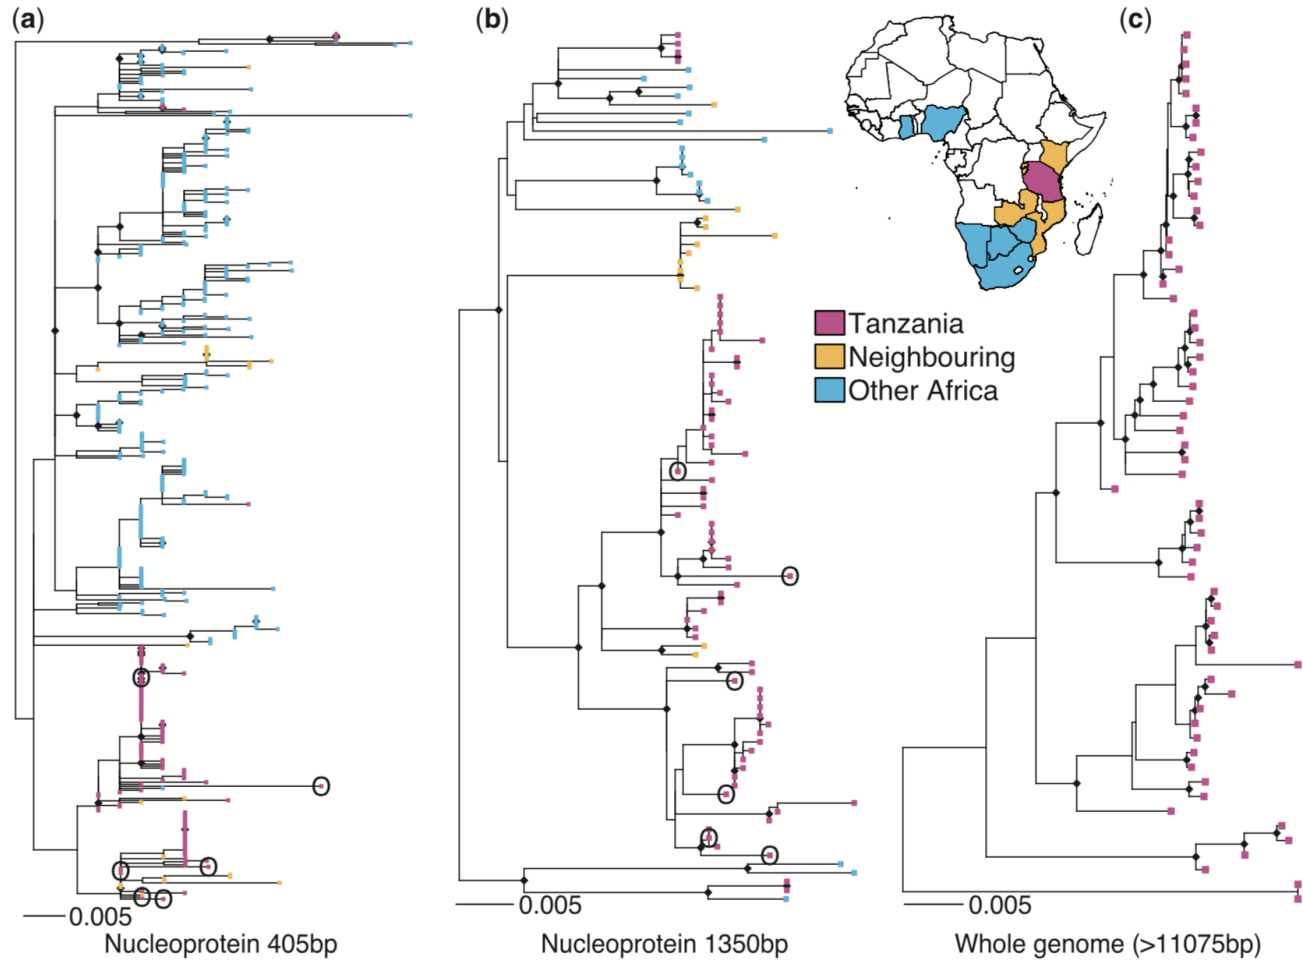 (a)
(b)
(c)
Tanzania
Neighbouring
Other Africa
0.005
0.005
0.005
Nucleoprotein 405bp
Nucleoprotein 1350bp
Whole genome (>11075bp)